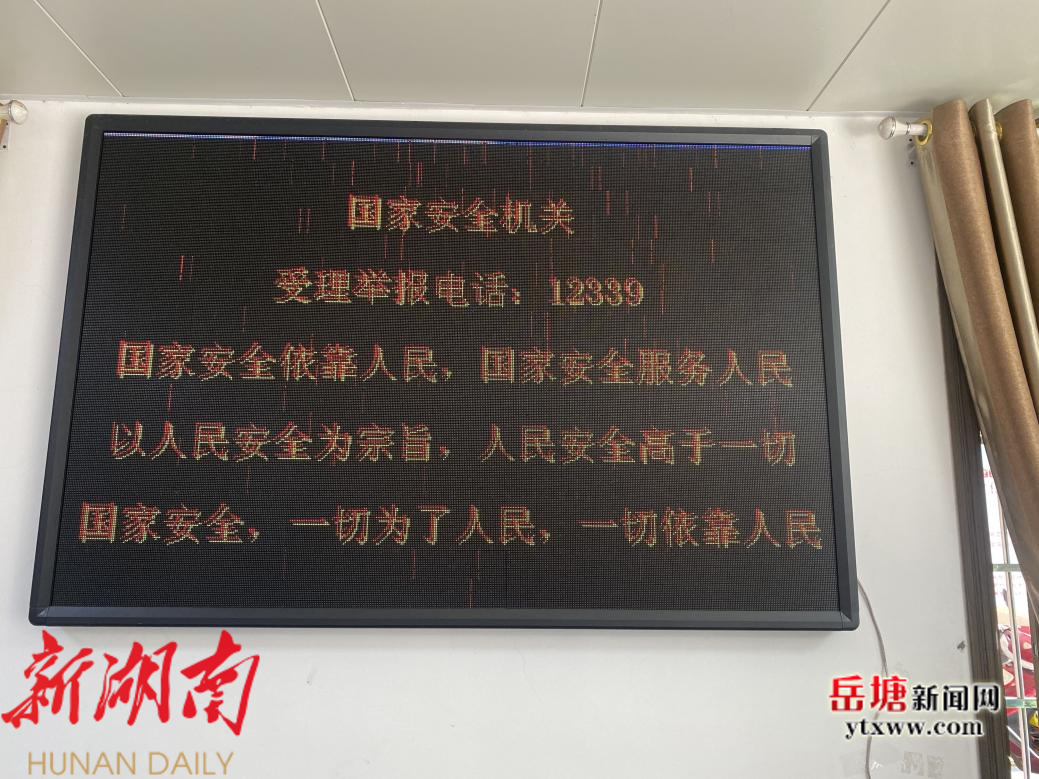 国家安全机关
受理举报电话：12339
国家安全依靠人民，国家安全服务人民
以人民安全为宗旨，人民安全高于一切
国家安全，一切为了人民，一切依靠人民
新湖南
HUNAN DAILY
岳塘新闻网
ytxww.com